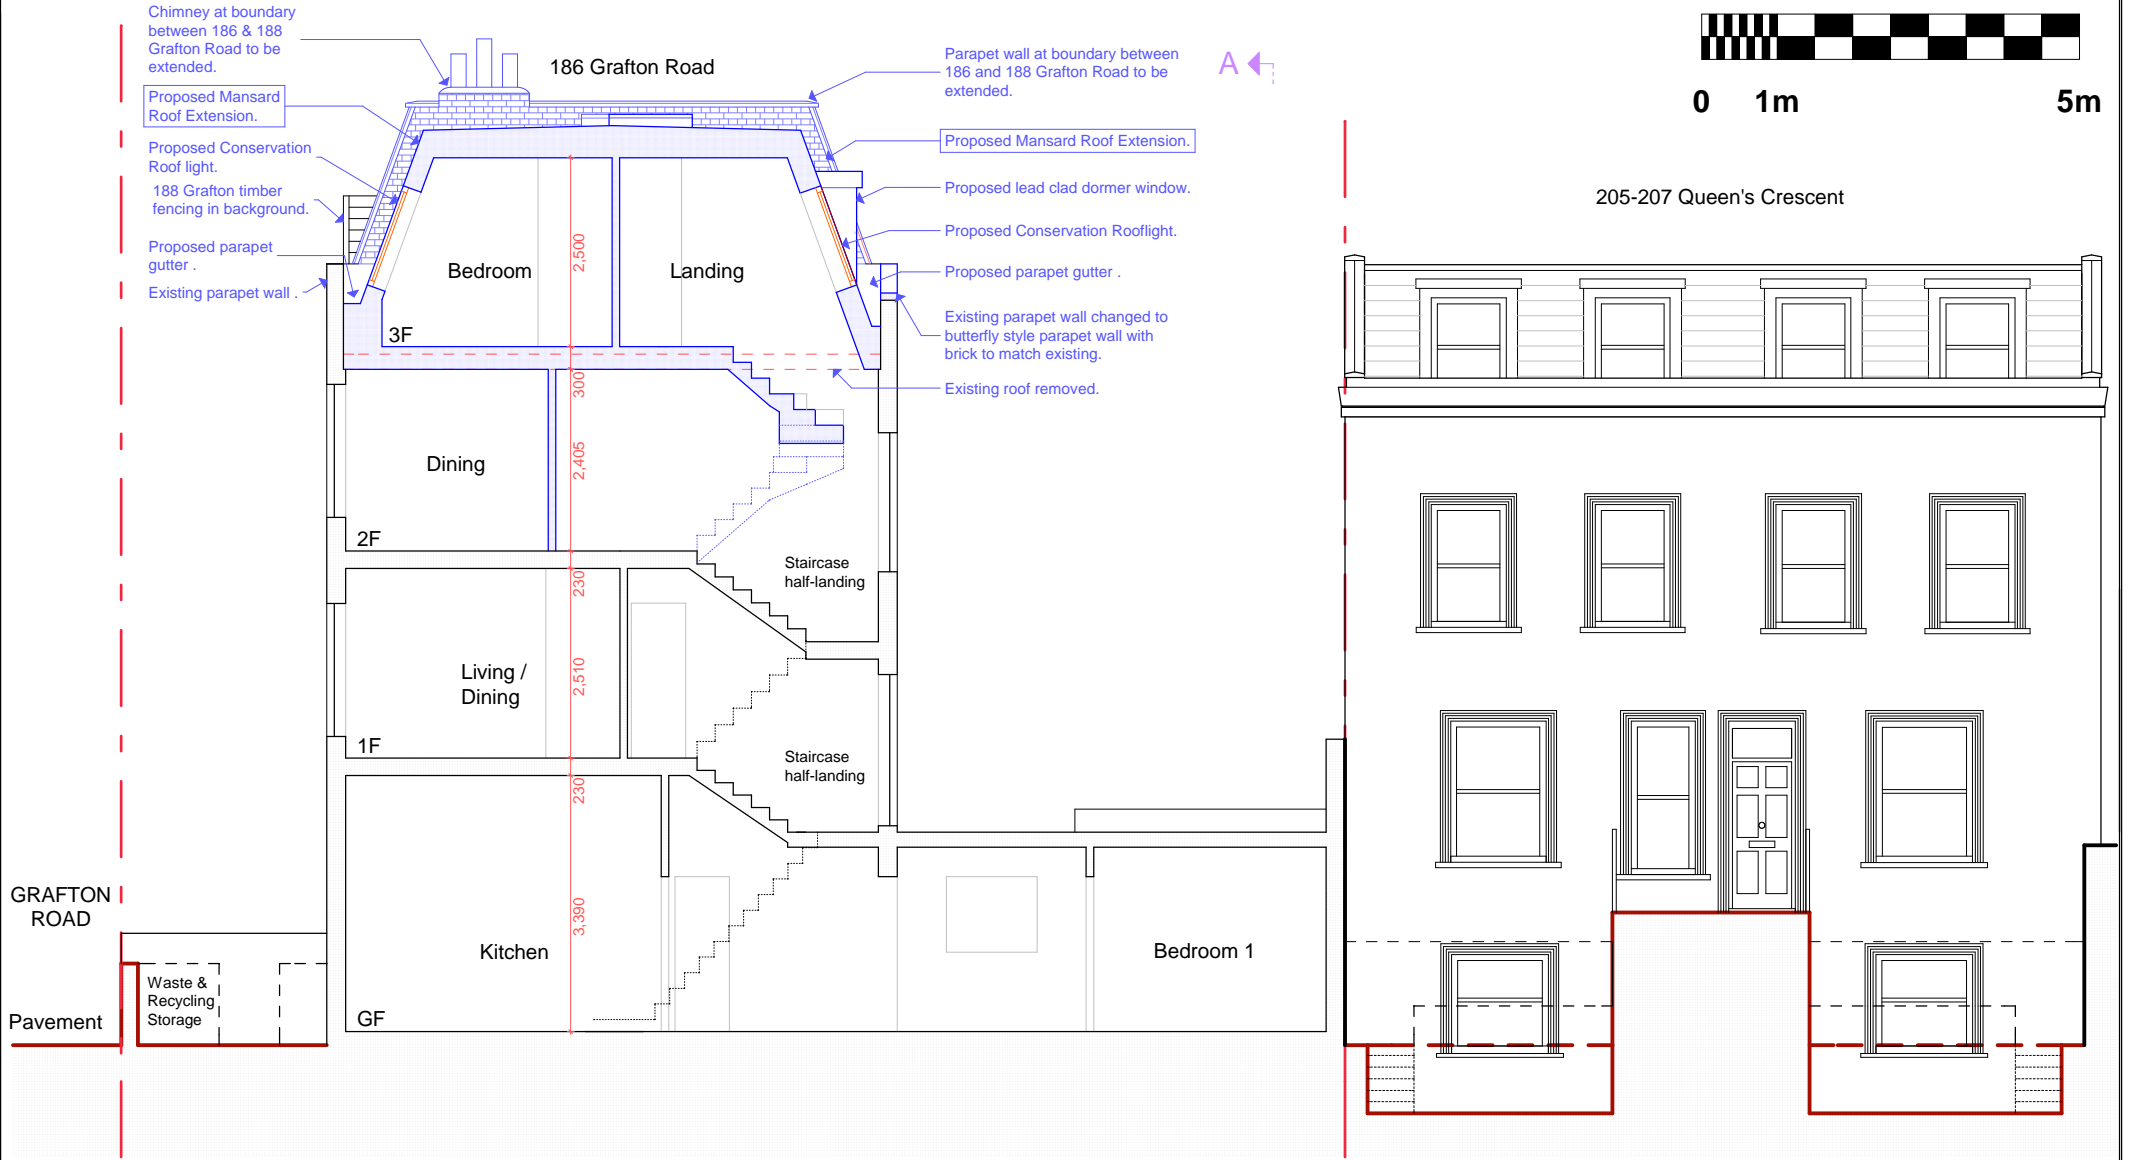 Chimney at boundary
between 186 & 188
Grafton Road to be
extended.
Proposed Mansard
Roof Extension.
Proposed Conservation
Roof light.
188 Grafton timber
fencing in background.
Proposed parapet
gutter .
Existing parapet wall .
186 Grafton Road
Parapet wall at boundary between
186 and 188 Grafton Road to be
extended.
Proposed Mansard Roof Extension.
Proposed lead clad dormer window.
Proposed Conservation Rooflight.
Proposed parapet gutter .
Existing parapet wall changed to
butterfly style parapet wall with
brick to match existing.
Existing roof removed.
A
0 1m 5m
205-207 Queen's Crescent
Bedroom
2,500
Landing
3F
300
Dining
2,405
2F
Staircase
half-landing
230
Living /
Dining
2,510
1F
Staircase
half-landing
230
Kitchen
3,390
GF
Bedroom 1
GRAFTON
ROAD
Waste &
Recycling
Storage
Pavement